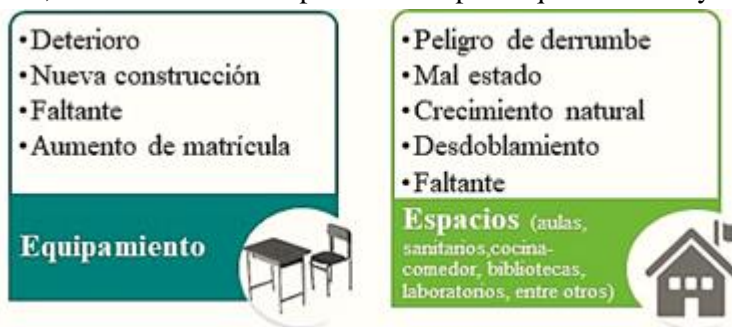 •Deterioro
•Nueva construcción
•Faltante
•Aumento de matrícula
Equipamiento
•Peligro de derrumbe
•Mal estado
•Crecimiento natural
•Desdoblamiento
•Faltante
Espacios (aulas,
sanitarios,cocina-
comedor, bibliotecas,
laboratorios, entre otros)